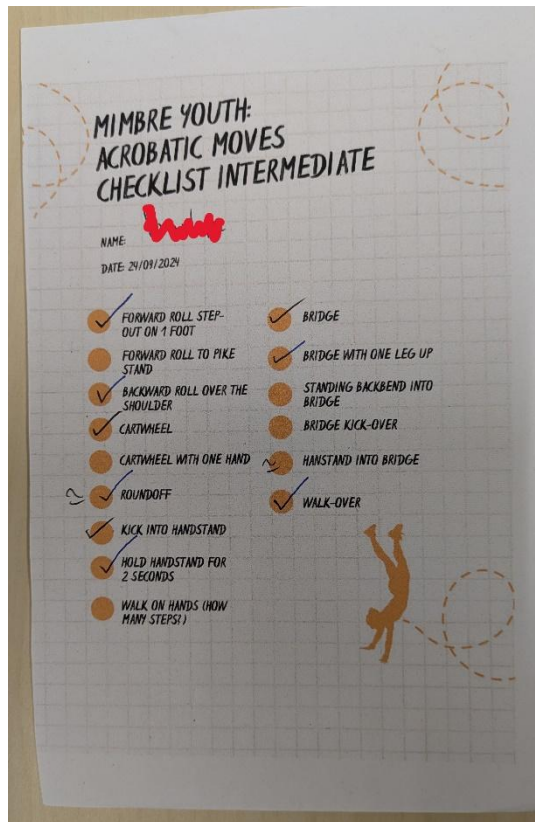 MIMBRE YOUTH:
ACROBATIC MOVES
CHECKLIST INTERMEDIATE
NAME:
DATE: 24/09/2024
FORWARD ROLL STEP-
OUT ON 1 FOOT
FORWARD ROLL TO PIKE
STAND
BACKWARD ROLL OVER THE
SHOULDER
CARTWHEEL
CARTWHEEL WITH ONE HAND
ROUNDOFF
KICK INTO HANDSTAND
HOLD HANDSTAND FOR
2 SECONDS
WALK ON HANDS (HOW
MANY STEPS?)
BRIDGE
BRIDGE WITH ONE LEG UP
STANDING BACKBEND INTO
BRIDGE
BRIDGE KICK-OVER
HANSTAND INTO BRIDGE
WALK-OVER